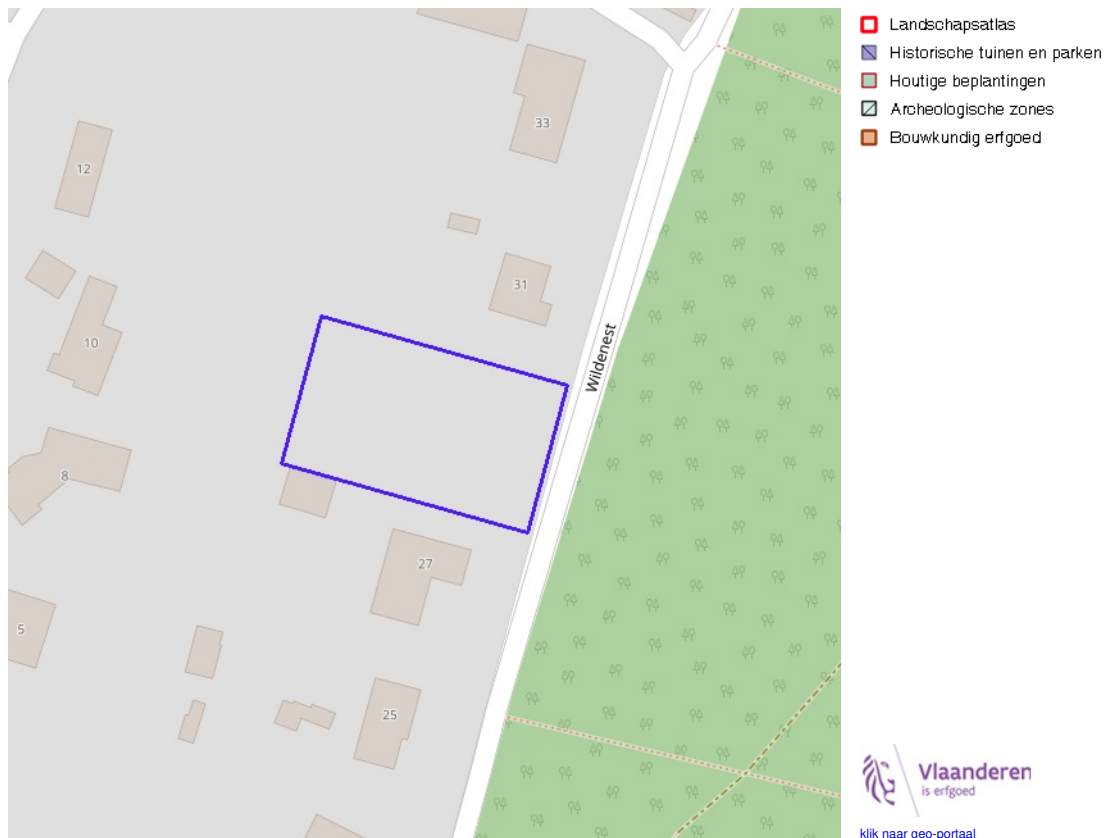 33
12
31
10
Wildenest
8
27
5
25
Landschapsatlas
Historische tuinen en parken
Houtige beplantingen
Archeologische zones
Bouwkundig erfgoed
Vlaanderen
is erfgoed
klik naar geo-portaal